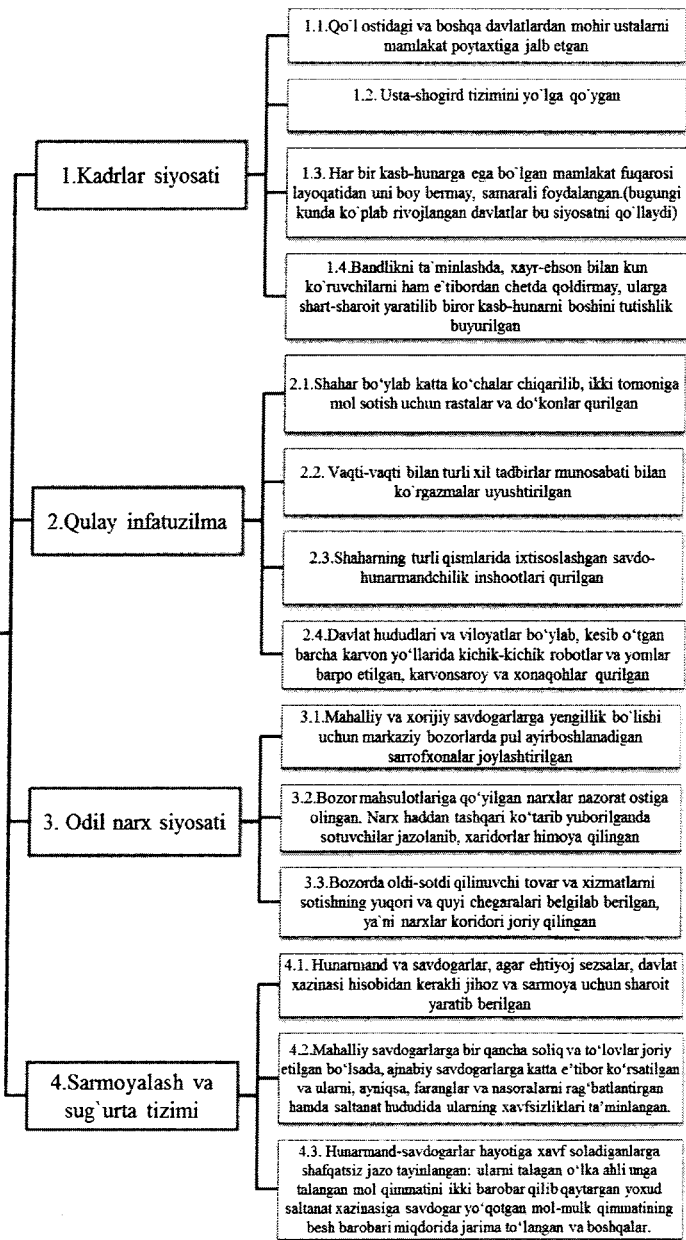 1.Kadrlar siyosati
1.1.Qo`l ostidagi va boshqa davlatlardan mohir ustalarni
mamlakat poytaxtiga jalb etgan
1.2. Usta-shogird tizimini yo`lga qo`ygan
1.3. Har bir kasb-hunarga ega bo`lgan mamlakat fuqarosi
layoqatidan uni boy bermay, samarali foydalangan.(bugungi
kunda ko`plab rivojlangan davlatlar bu siyosatni qo`llaydi)
1.4.Bandlikni ta`minlashda, xayr-ehson bilan kun
ko`ruvchilarni ham e`tibordan chetda qoldirmay, ularga
shart-sharoit yaratilib biror kasb-hunarni boshini tutishlik
buyurilgan
2.Qulay infatuzilma
2.1.Shahar bo‘ylab katta ko‘chalar chiqarilib, ikki tomoniga
mol sotish uchun rastalar va do‘konlar qurilgan
2.2. Vaqti-vaqti bilan turli xil tadbirlar munosabati bilan
ko`rgazmalar uyushtirilgan
2.3.Shaharning turli qismlarida ixtisoslashgan savdo-
hunarmandchilik inshootlari qurilgan
2.4.Davlat hududlari va viloyatlar bo‘ylab, kesib o‘tgan
barcha karvon yo‘llarida kichik-kichik robotlar va yomlar
barpo etilgan, karvonsaroy va xonaqohlar qurilgan
3. Odil narx siyosati
3.1.Mahalliy va xorijiy savdogarlarga yengillik bo`lishi
uchun markaziy bozorlarda pul ayirboshlanadigan
sarrofxonalar joylashtirilgan
3.2.Bozor mahsulotlariga qo‘yilgan narxlar nazorat ostiga
olingan. Narx haddan tashqari ko‘tarib yuborilganda
sotuvchilar jazolanib, xaridorlar himoya qilingan
3.3.Bozorda oldi-sotdi qilinuvchi tovar va xizmatlarni
sotishning yuqori va quyi chegaralari belgilab berilgan,
ya`ni narxlar koridori joriy qilingan
4.Sarmoyalash va
sug`urta tizimi
4.1. Hunarmand va savdogarlar, agar ehtiyoj sezsalar, davlat
xazinasi hisobidan kerakli jihoz va sarmoya uchun sharoit
yaratib berilgan
4.2.Mahalliy savdogarlarga bir qancha soliq va to‘lovlar joriy
etilgan bo‘lsada, ajnabiy savdogarlarga katta e’tibor ko‘rsatilgan
va ularni, ayniqsa, faranglar va nasoralarni rag‘batlantirgan
hamda saltanat hududida ularning xavfsizliklari ta’minlangan.
4.3. Hunarmand-savdogarlar hayotiga xavf soladiganlarga
shafqatsiz jazo tayinlangan: ularni talagan o‘lka ahli unga
talangan mol qimmatini ikki barobar qilib qaytargan yoxud
saltanat xazinasiga savdogar yo‘qotgan mol-mulk qimmatining
besh barobari miqdorida jarima to‘langan va boshqalar.